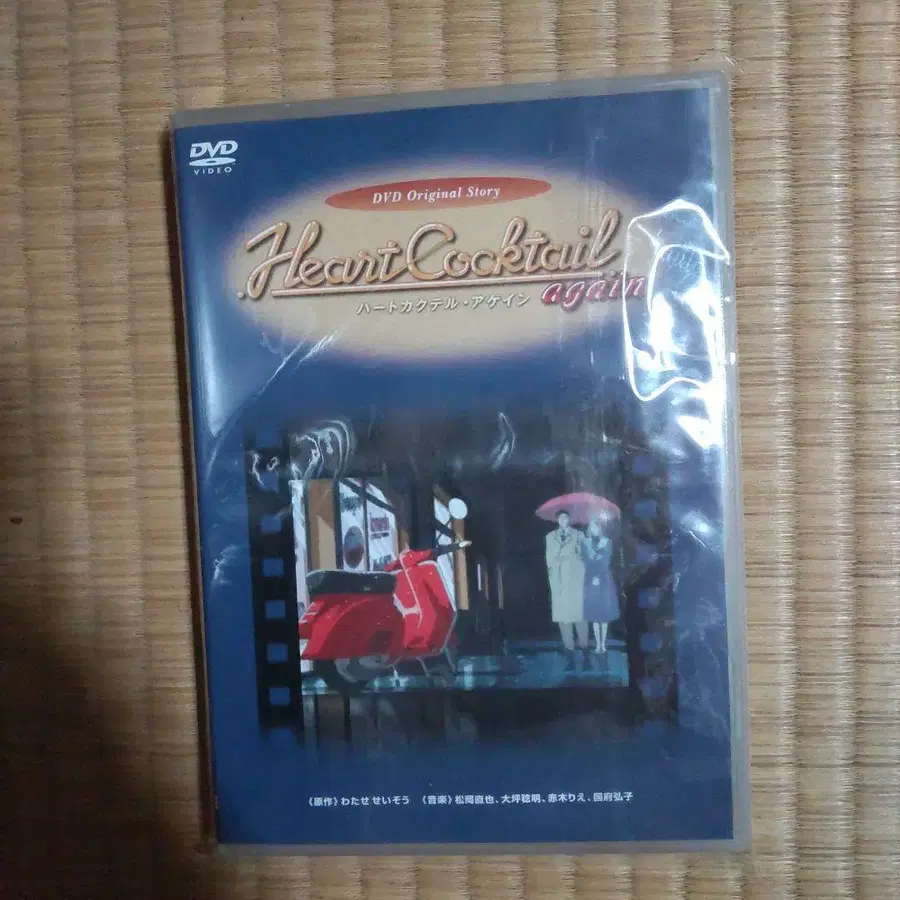 DVD
VIDEO
DVD Original Story
Heart Cocktail
again
ハートカクテル・アゲイン
《原作》わたせ せいぞう 《音楽》松岡直也、大坪稔明、赤木りえ、国府弘子